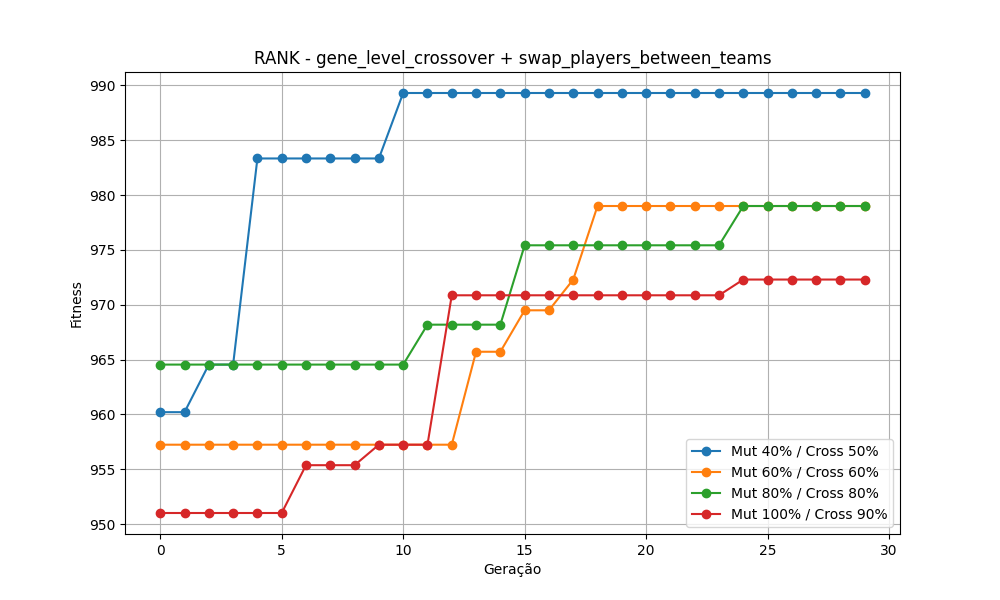 RANK - gene_level_crossover + swap_players_between_teams
Fitness
990
985
980
975
970
965
960
955
950
0 5 10 15 20 25 30
Geração
Mut 40% / Cross 50%
Mut 60% / Cross 60%
Mut 80% / Cross 80%
Mut 100% / Cross 90%